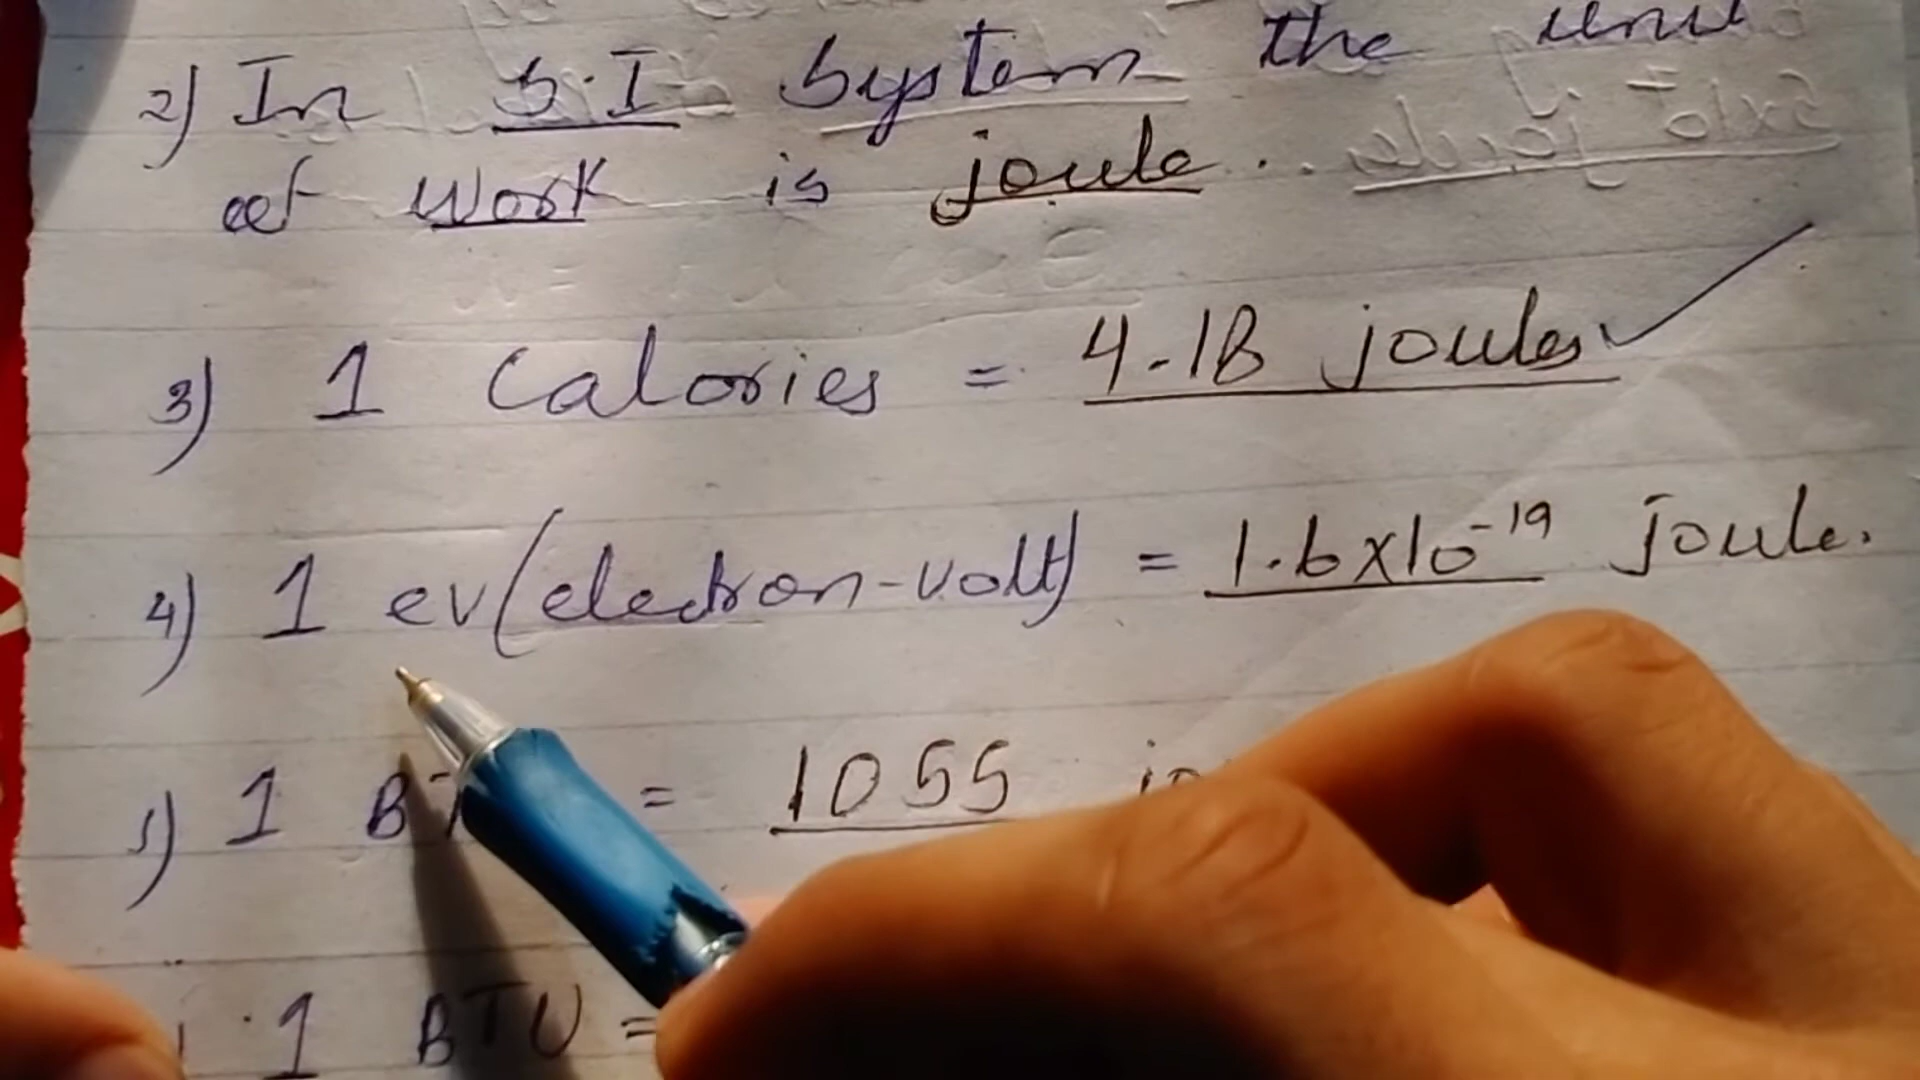 2) In S.I System the unit
of Work is joule.
3) 1 Calories = 4.18 joules
4) 1 ev (electron-volt) = 1.6x10⁻¹⁹ joule.
5) 1 = 1055
1 BTU =